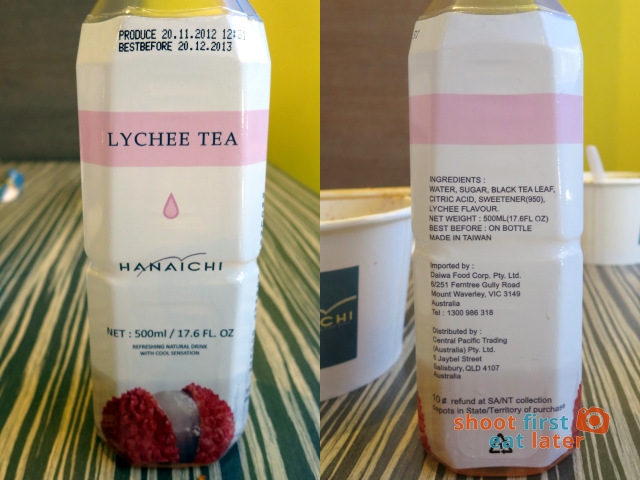 PRODUCE 20.11.2012 12:
BESTBEFORE 20.12.2013
LYCHEE TEA
HANAICHI
NET : 500ml / 17.6 FL. OZ
REFRESHING NATURAL DRINK
WITH COOL SENSATION
INGREDIENTS :
WATER, SUGAR, BLACK TEA LEAF,
CITRIC ACID, SWEETENER(950),
LYCHEE FLAVOUR.
NET WEIGHT : 500ML(17.6FL OZ)
BEST BEFORE : ON BOTTLE
MADE IN TAIWAN
Imported by :
Daiwa Food Corp. Pty. Ltd.
6/251 Ferntree Gully Road
Mount Waverley, VIC 3149
Australia
Tel : 1300 986 318
Distributed by :
Central Pacific Trading
(Australia) Pty. Ltd.
5 Jaybel Street
Salisbury, QLD 4107
Australia
10¢ refund at SA/NT collection
Depots in State/Territory of purchase
CHI
shoot first
eat later